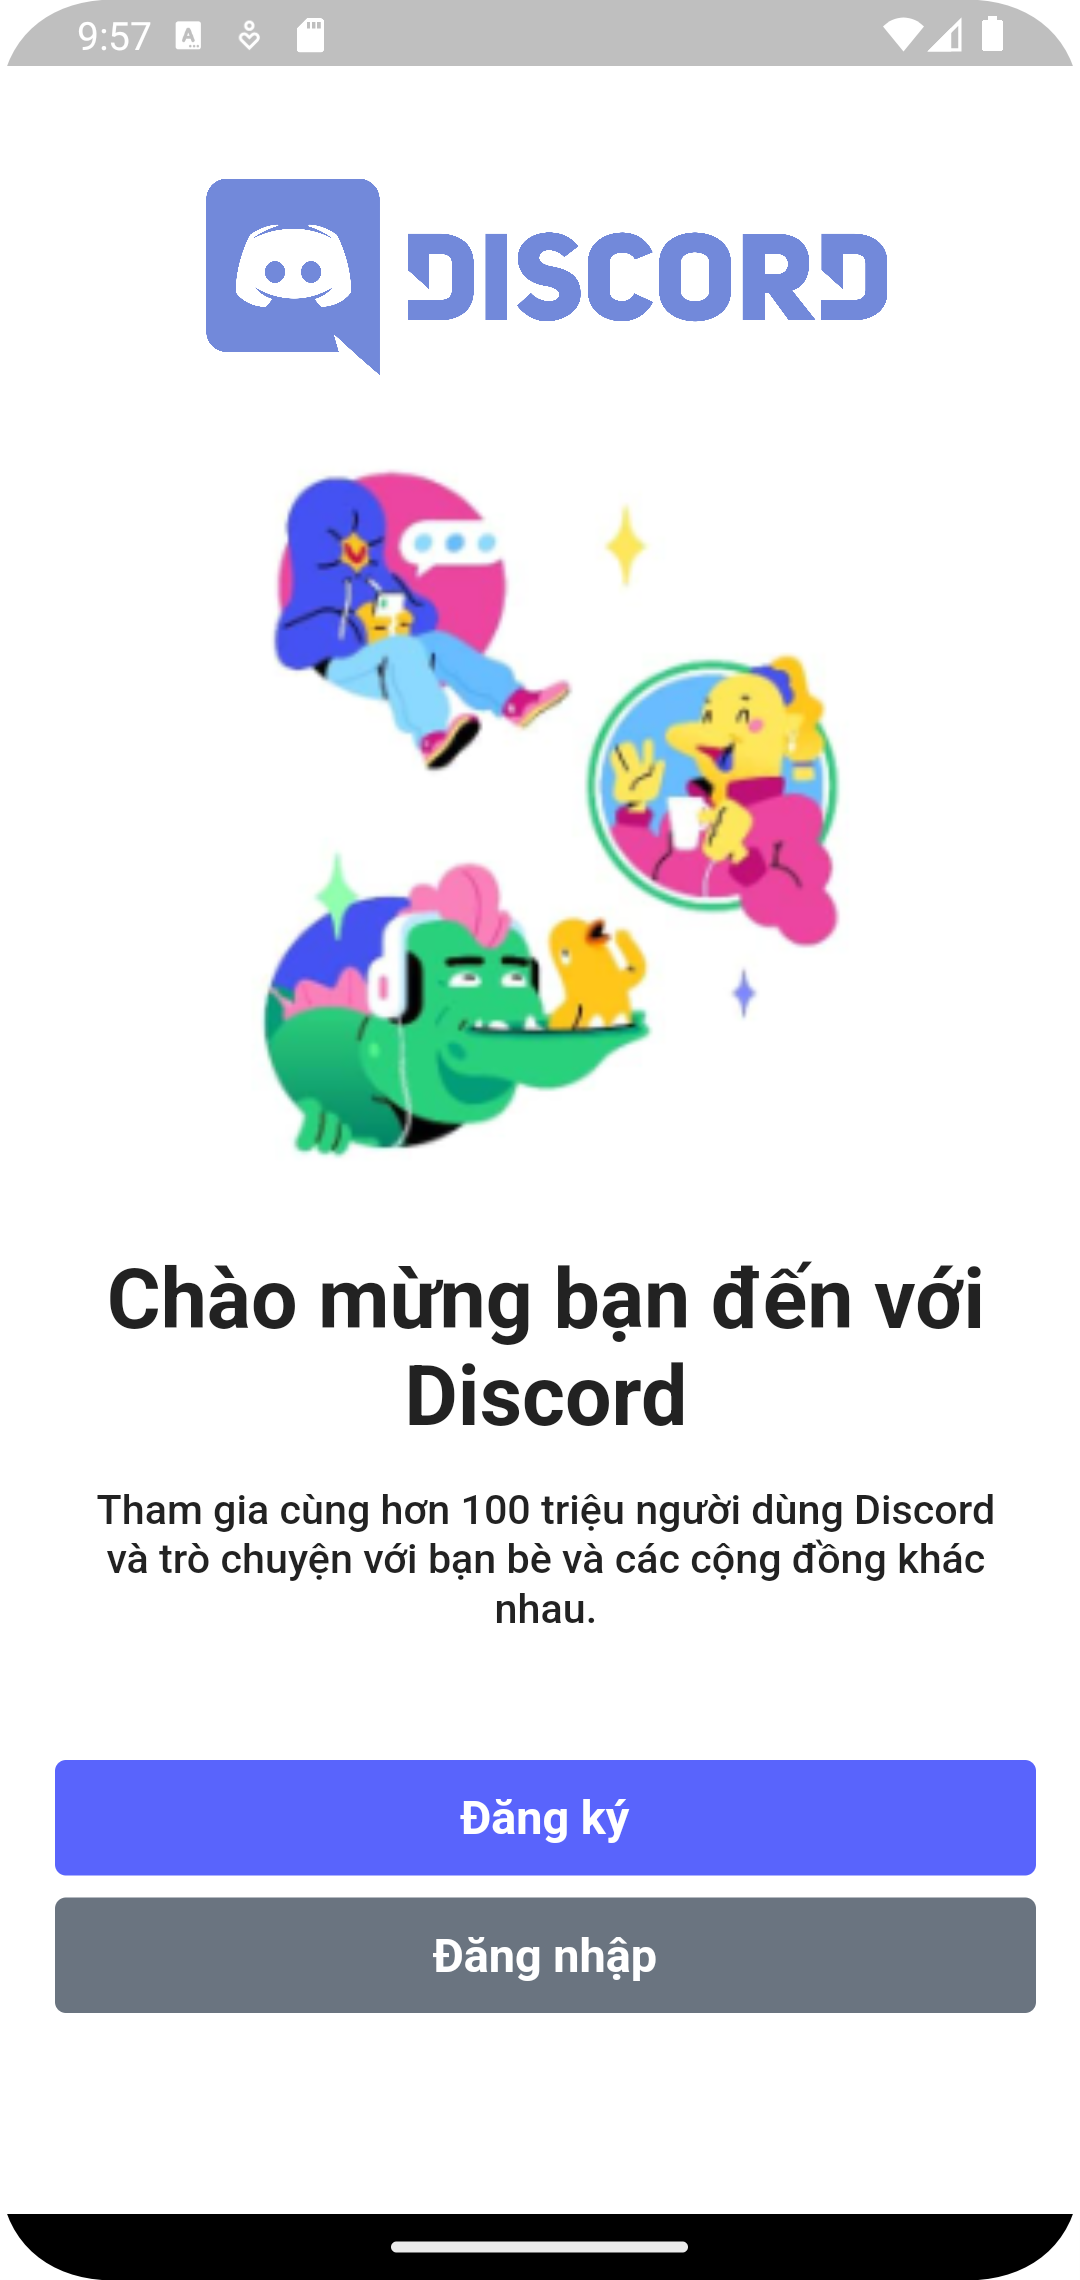 9:57
DISCORD
Chào mừng bạn đến với
Discord
Tham gia cùng hơn 100 triệu người dùng Discord
và trò chuyện với bạn bè và các cộng đồng khác
nhau.
Đăng ký
Đăng nhập